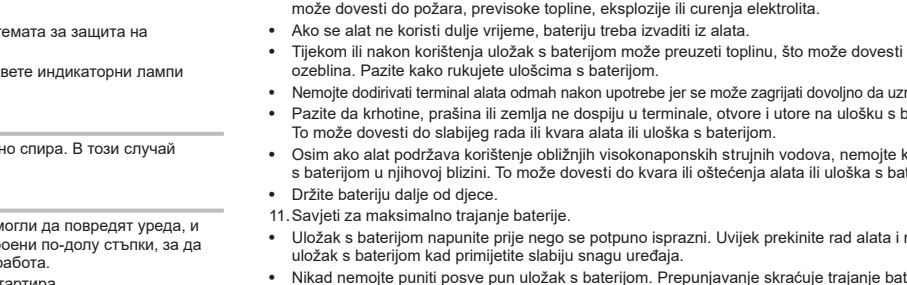 темата за защита на
вете индикаторни лампи
но спира. В този случай
могли да повредят уреда, и
роени по-долу стъпки, за да
работа.
може dovesti do požara, previsoke topline, eksplozije ili curenja elektrolita.
• Ako se alat ne koristi dulje vrijeme, bateriju treba izvaditi iz alata.
• Tijekom ili nakon korištenja uložak s baterijom može preuzeti toplinu, što može dovesti
ozeblina. Pazite kako rukujete ulošcima s baterijom.
• Nemojte dodirivati terminal alata odmah nakon upotrebe jer se može zagrijati dovoljno da
• Pazite da krhotine, prašina ili zemlja ne dospiju u terminale, otvore i utore na ulošku s
To može dovesti do slabijeg rada ili kvara alata ili uloška s baterijom.
• Osim ako alat podržava korištenje obližnjih visokonaponskih strujnih vodova, nemojte
s baterijom u njihovoj blizini. To može dovesti do kvara ili oštećenja alata ili uloška s
• Držite bateriju dalje od djece.
11. Savjeti za maksimalno trajanje baterije.
• Uložak s baterijom napunite prije nego se potpuno isprazni. Uvijek prekinite rad alata i
uložak s baterijom kad primijetite slabiju snagu uređaja.
• Nikad nemojte puniti posve pun uložak s baterijom. Prepunjavanje skraćuje trajanje